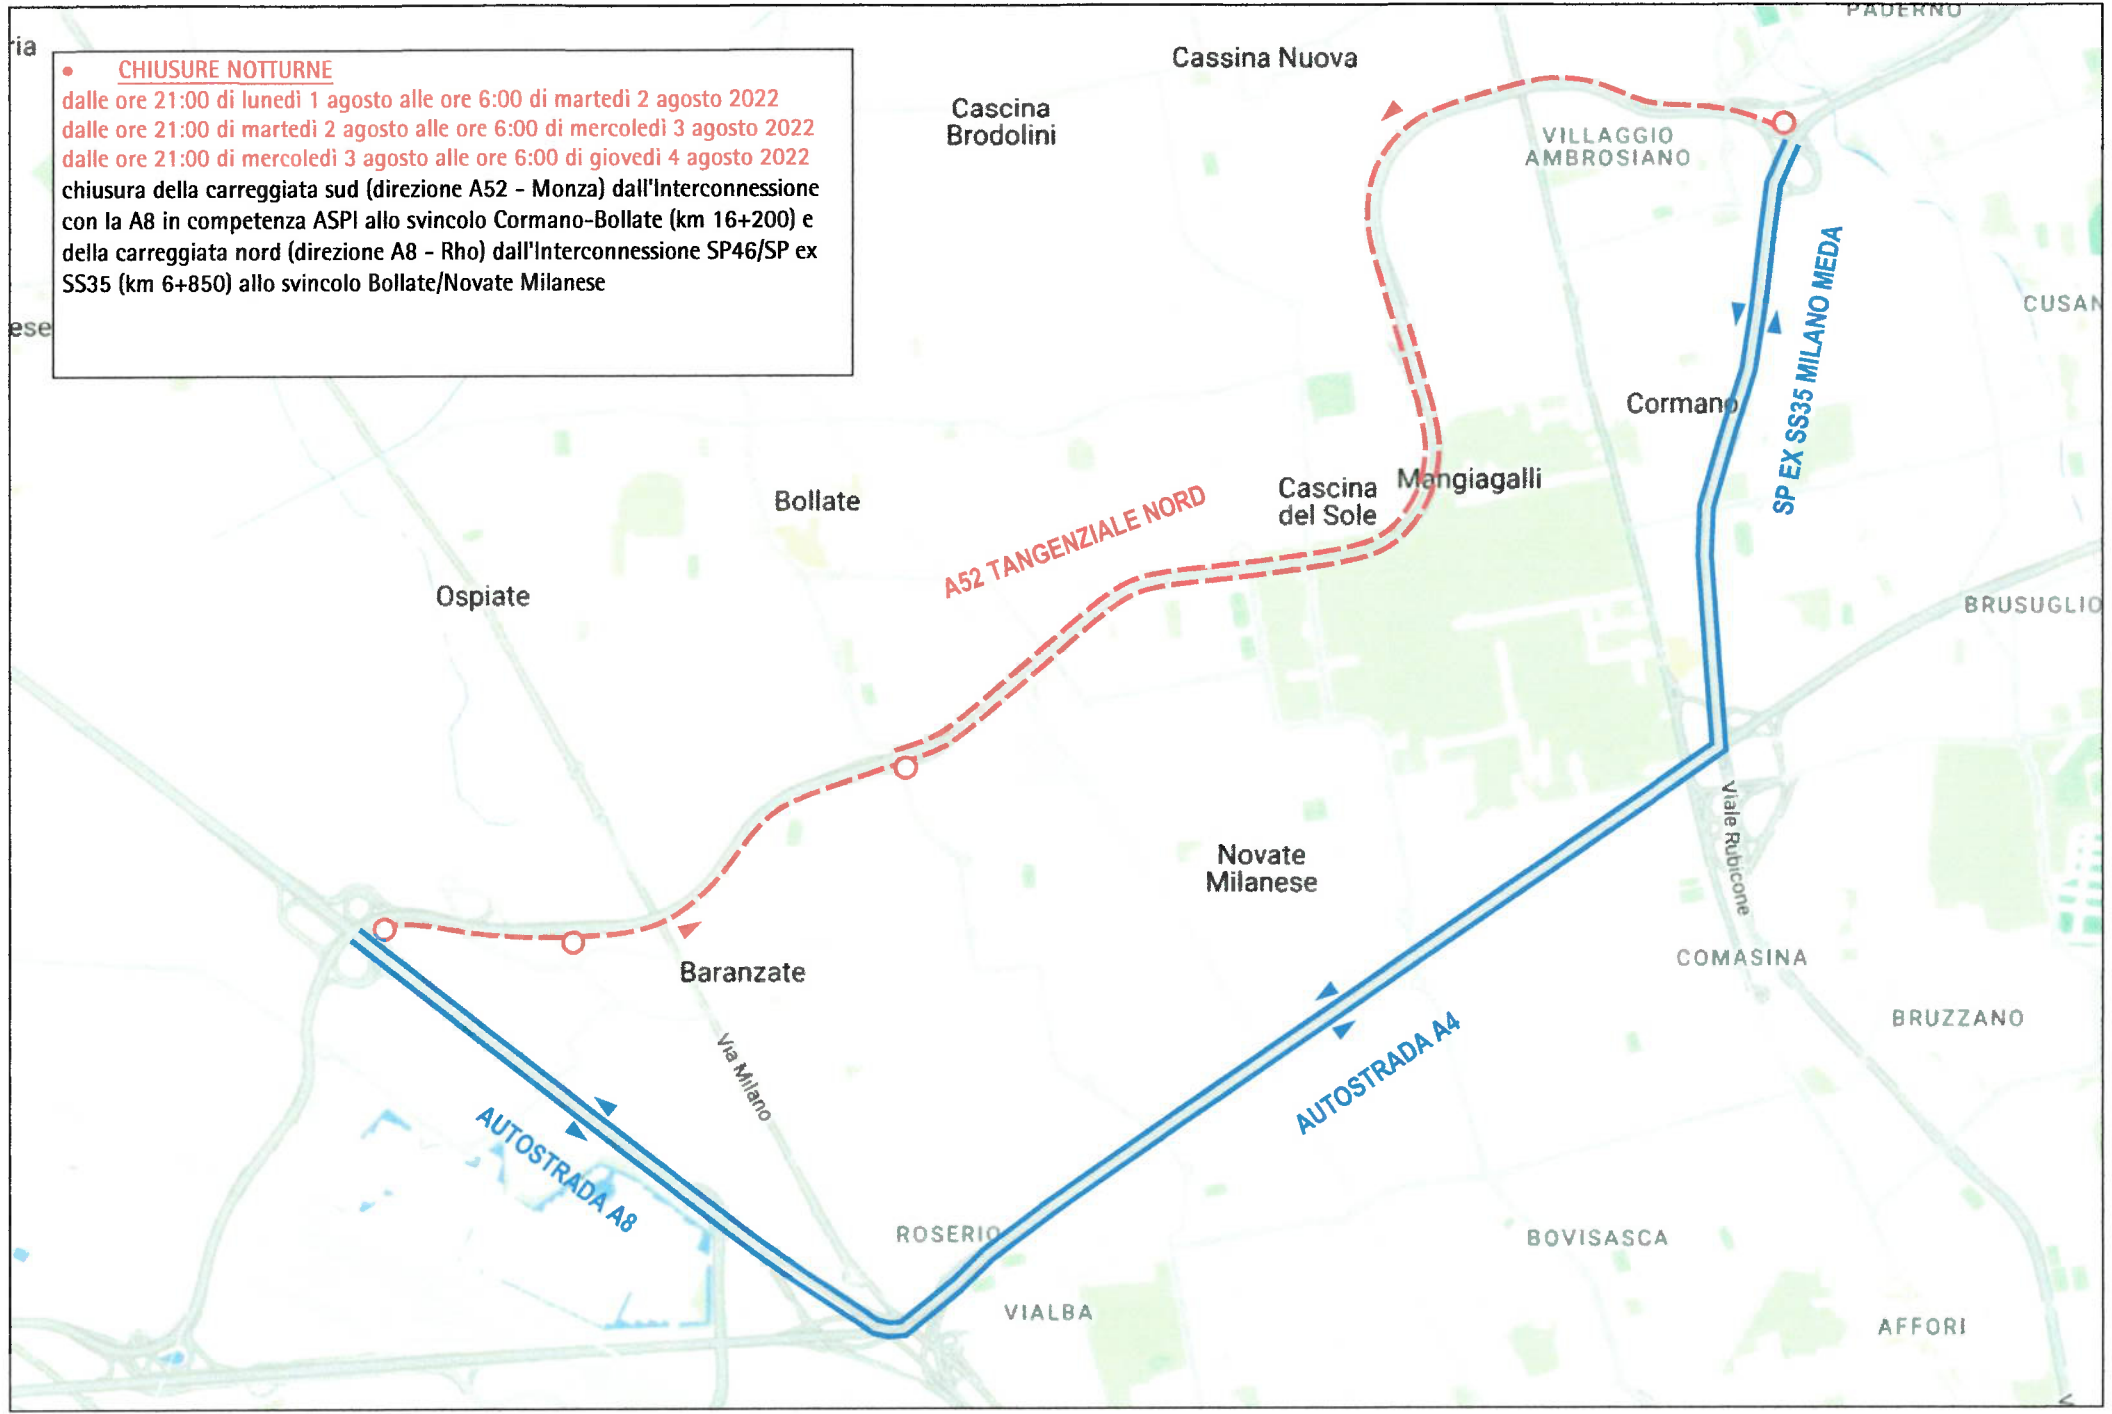 PADERNO
ria
• CHIUSURE NOTTURNE
dalle ore 21:00 di lunedì 1 agosto alle ore 6:00 di martedì 2 agosto 2022
dalle ore 21:00 di martedì 2 agosto alle ore 6:00 di mercoledì 3 agosto 2022
dalle ore 21:00 di mercoledì 3 agosto alle ore 6:00 di giovedì 4 agosto 2022
chiusura della carreggiata sud (direzione A52 - Monza) dall'Interconnessione
con la A8 in competenza ASPI allo svincolo Cormano-Bollate (km 16+200) e
della carreggiata nord (direzione A8 - Rho) dall'Interconnessione SP46/SP ex
SS35 (km 6+850) allo svincolo Bollate/Novate Milanese
ese
Cassina Nuova
Cascina
Brodolini
VILLAGGIO
AMBROSIANO
SP EX SS35 MILANO MEDA
CUSAN
Cormano
Mangiagalli
Cascina
del Sole
Bollate
A52 TANGENZIALE NORD
Ospiate
BRUSUGLIO
Viale Rubicone
Novate
Milanese
COMASINA
Baranzate
BRUZZANO
Via Milano
AUTOSTRADA A4
AUTOSTRADA A8
ROSERIO
BOVISASCA
VIALBA
AFFORI